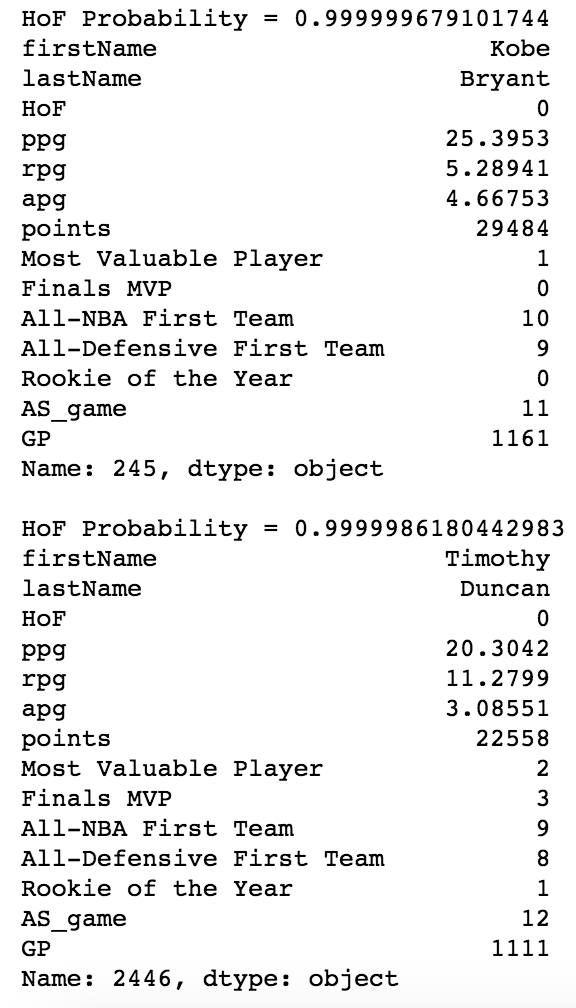 HoF Probability = 0.999999679101744
firstName Kobe
lastName Bryant
HoF 0
ppg 25.3953
rpg 5.28941
apg 4.66753
points 29484
Most Valuable Player 1
Finals MVP 0
All-NBA First Team 10
All-Defensive First Team 9
Rookie of the Year 0
AS_game 11
GP 1161
Name: 245, dtype: object
HoF Probability = 0.9999986180442983
firstName Timothy
lastName Duncan
HoF 0
ppg 20.3042
rpg 11.2799
apg 3.08551
points 22558
Most Valuable Player 2
Finals MVP 3
All-NBA First Team 9
All-Defensive First Team 8
Rookie of the Year 1
AS_game 12
GP 1111
Name: 2446, dtype: object